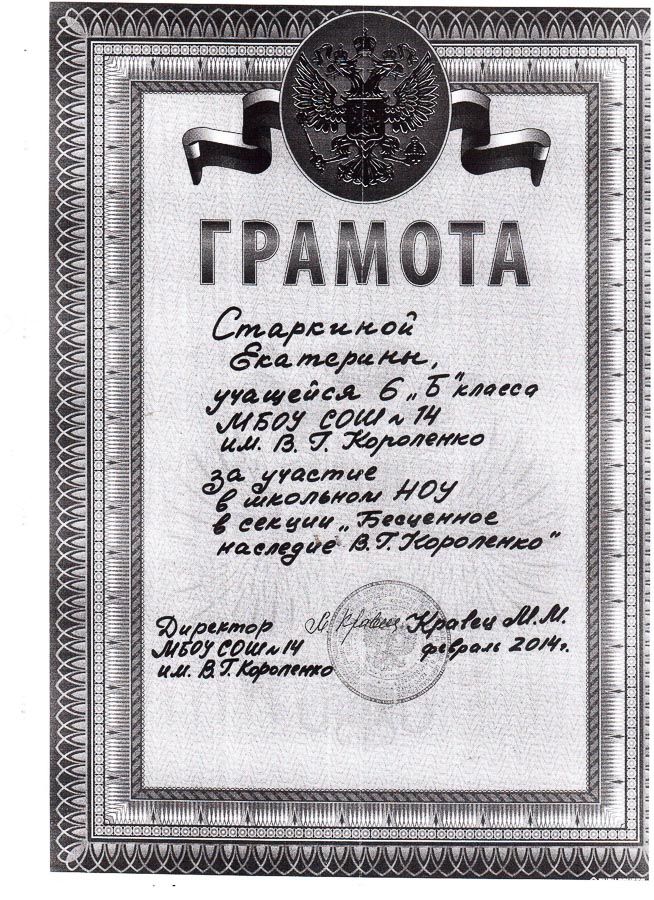 ГРАМОТА
Старкиной
Екатерины,
учащейся 6 „Б" класса
МБОУ СОШ № 14
им. В. Г. Короленко
за участие
в школьном НОУ
в секции „Бесценное
наследие В.Г. Короленко"
Директор
МБОУ СОШ № 14
им. В.Г. Короленко
М. Кравец
Кравец М.М.
февраль 2014г.